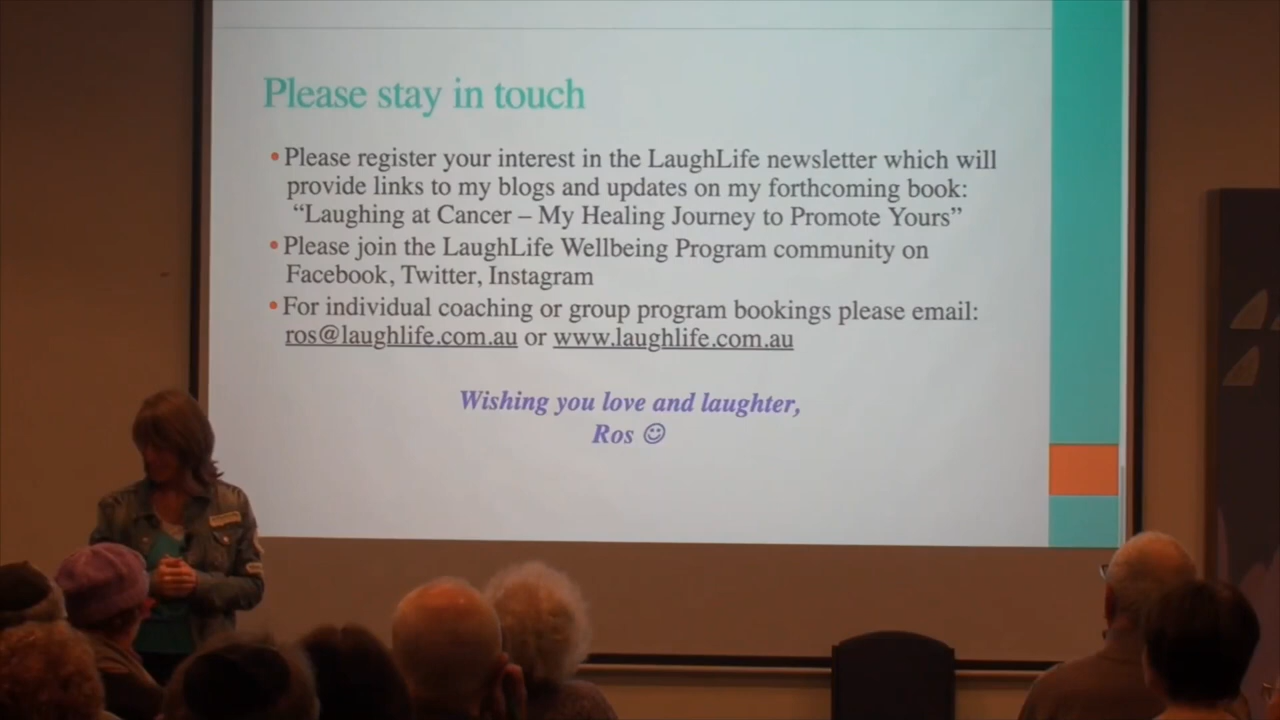 Please stay in touch
• Please register your interest in the LaughLife newsletter which will
provide links to my blogs and updates on my forthcoming book:
“Laughing at Cancer – My Healing Journey to Promote Yours”
• Please join the LaughLife Wellbeing Program community on
Facebook, Twitter, Instagram
• For individual coaching or group program bookings please email:
ros@laughlife.com.au or www.laughlife.com.au
Wishing you love and laughter,
Ros ☺